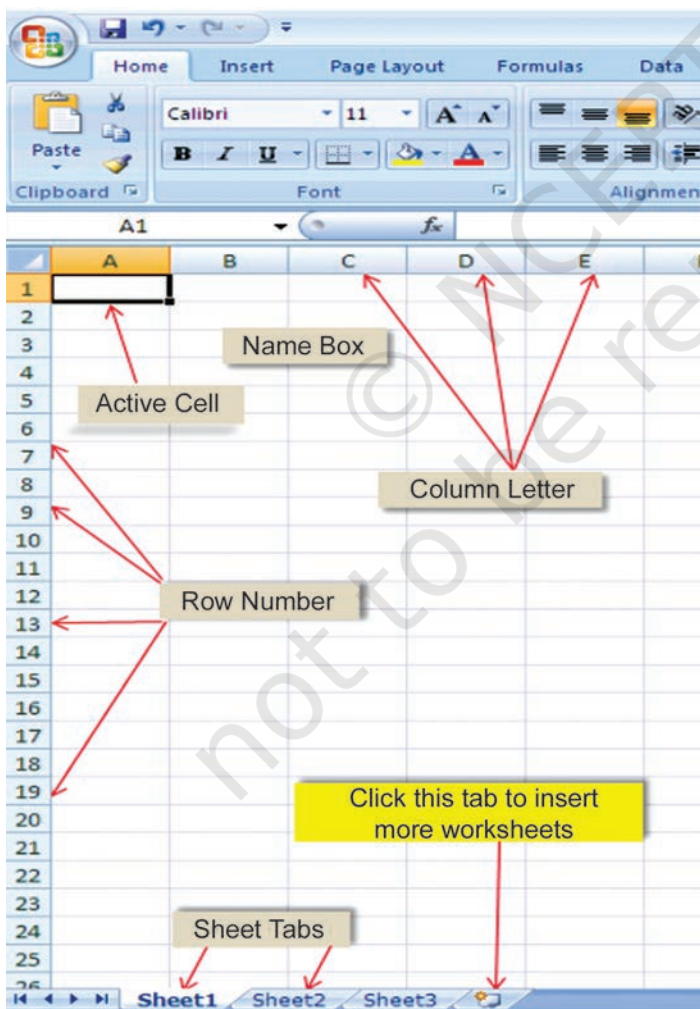 Home Insert Page Layout Formulas Data
Calibri 11 A A
Paste B I U A
Clipboard Font Alignmen
A1 fx
A B C D E
1
2
3 Name Box
4
5 Active Cell
6
7
8 Column Letter
9
10
11
12 Row Number
13
14
15
16
17
18
19
20 Click this tab to insert
21 more worksheets
22
23
24 Sheet Tabs
25
26
Sheet1 Sheet2 Sheet3
© NCERT
not to be re